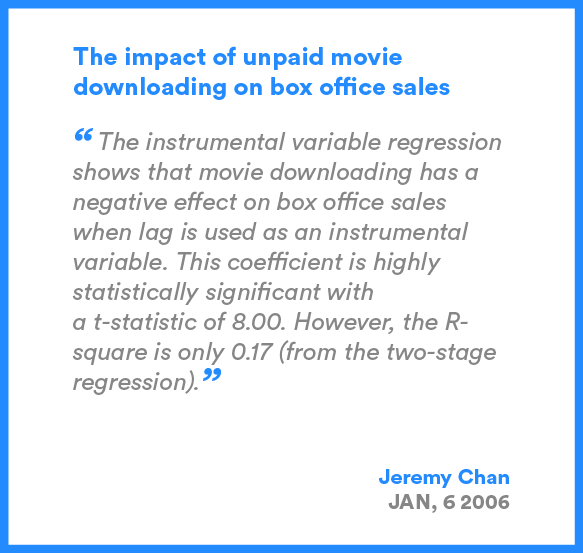 The impact of unpaid movie
downloading on box office sales
“ The instrumental variable regression
shows that movie downloading has a
negative effect on box office sales
when lag is used as an instrumental
variable. This coefficient is highly
statistically significant with
a t-statistic of 8.00. However, the R-
square is only 0.17 (from the two-stage
regression).”
Jeremy Chan
JAN, 6 2006